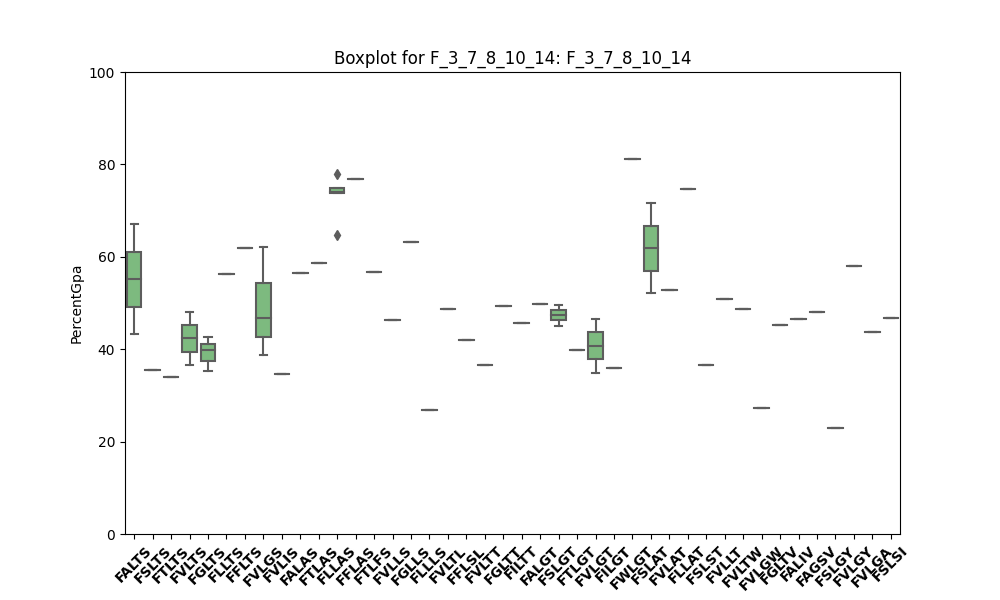 Boxplot for F_3_7_8_10_14: F_3_7_8_10_14
PercentGpa
100
80
60
40
20
0
FALTS
FSLTS
FTLTS
FVLTS
FGLTS
FLLTS
FFLTS
FVLGS
FVLIS
FALAS
FTLAS
FLLAS
FFLAS
FTLFS
FVLLS
FGLLS
FLLLS
FVLTL
FFLSL
FVLTT
FGLTT
FILTT
FALGT
FSLGT
FTLGT
FVLGT
FILGT
FWLGT
FSLAT
FVLAT
FLLAT
FSLST
FVLLT
FVLTW
FVLGW
FGLTV
FALIV
FAGSV
FSLGY
FVLGY
FVLGA
FSLSI